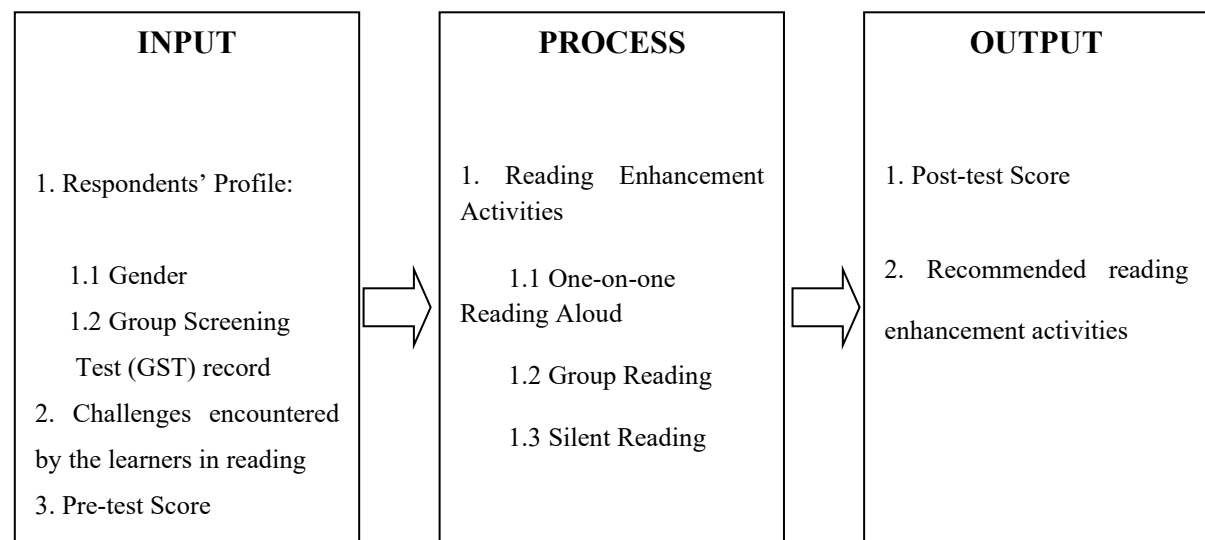 INPUT
1. Respondents’ Profile:
1.1 Gender
1.2 Group Screening
Test (GST) record
2. Challenges encountered
by the learners in reading
3. Pre-test Score
PROCESS
1. Reading Enhancement
Activities
1.1 One-on-one
Reading Aloud
1.2 Group Reading
1.3 Silent Reading
OUTPUT
1. Post-test Score
2. Recommended reading
enhancement activities